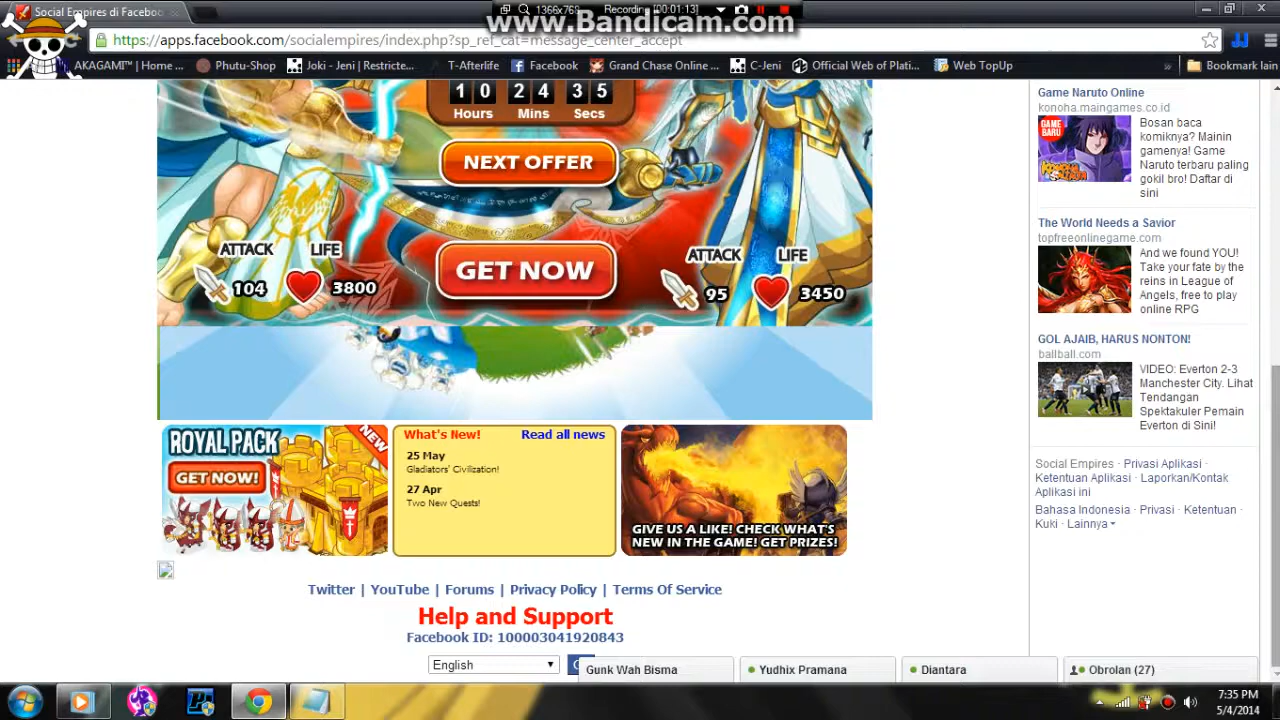 Social Empires di Faceboo
1366x769
Recording [00:01:13]
www.Bandicam.com
https://apps.facebook.com/socialempires/index.php?sp_ref_cat=message_center_accept
AKAGAMI™ | Home ...
Phutu-Shop
Joki - Jeni | Restricte...
T-Afterlife
Facebook
Grand Chase Online ...
C-Jeni
Official Web of Plati...
Web TopUp
»
Bookmark lain
10 24 35
Hours Mins Secs
NEXT OFFER
GET NOW
ATTACK LIFE
104 3800
ATTACK LIFE
95 3450
ROYAL PACK
NEW
GET NOW!
What's New! Read all news
25 May
Gladiators' Civilization!
27 Apr
Two New Quests!
GIVE US A LIKE! CHECK WHAT'S
NEW IN THE GAME! GET PRIZES!
Twitter | YouTube | Forums | Privacy Policy | Terms Of Service
Help and Support
Facebook ID: 100003041920843
English
Game Naruto Online
konoha.maingames.co.id
GAME
BARU
Bosan baca
komiknya? Mainin
gamenya! Game
Naruto terbaru paling
gokil bro! Daftar di
sini
The World Needs a Savior
topfreeonlinegame.com
And we found YOU!
Take your fate by the
reins in League of
Angels, free to play
online RPG
GOL AJAIB, HARUS NONTON!
ballball.com
VIDEO: Everton 2-3
Manchester City. Lihat
Tendangan
Spektakuler Pemain
Everton di Sini!
Social Empires · Privasi Aplikasi ·
Ketentuan Aplikasi · Laporkan/Kontak
Aplikasi ini
Bahasa Indonesia · Privasi · Ketentuan ·
Kuki · Lainnya
Gunk Wah Bisma
Yudhix Pramana
Diantara
Obrolan (27)
7:35 PM
5/4/2014